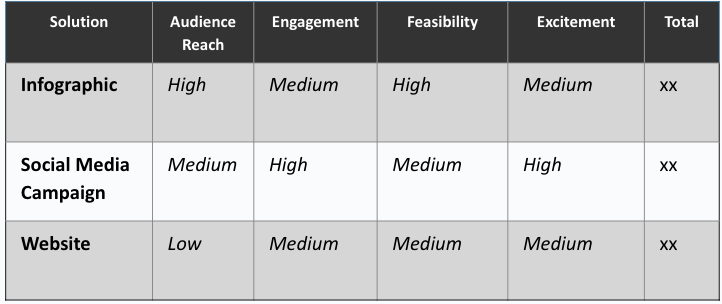 Solution Audience Reach Engagement Feasibility Excitement Total
Infographic High Medium High Medium xx
Social Media Campaign Medium High Medium High xx
Website Low Medium Medium Medium xx